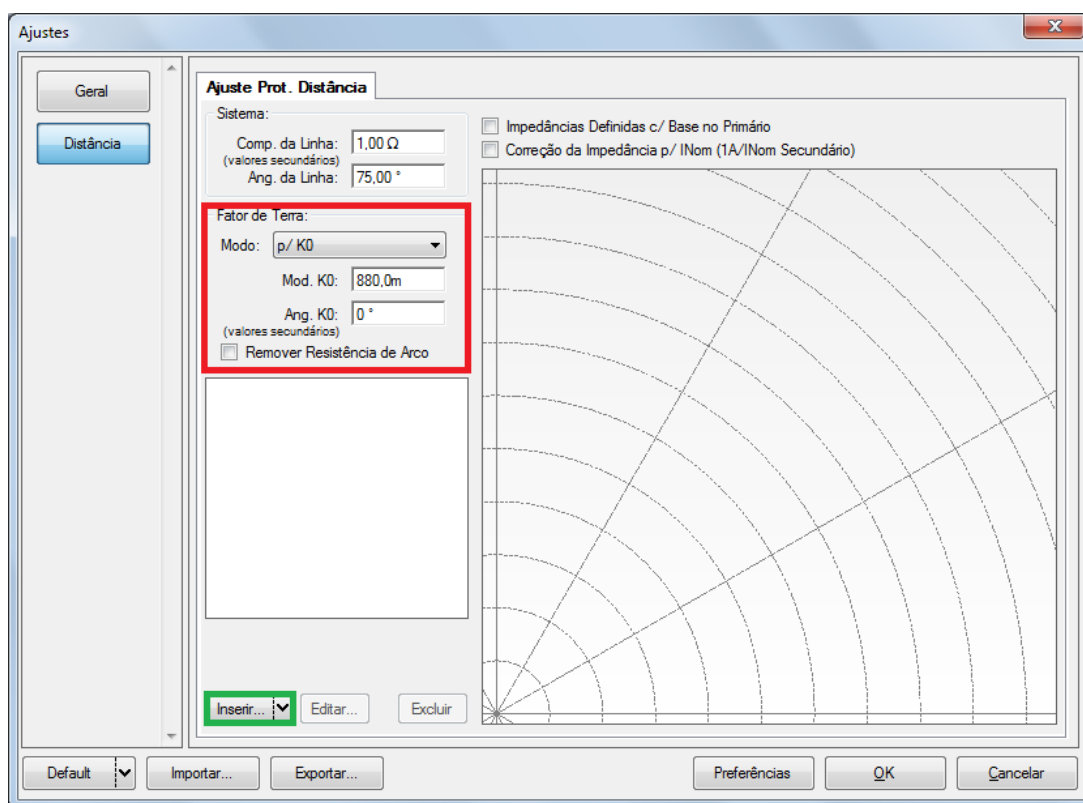 Ajustes
Geral
Distância
Ajuste Prot. Distância
Sistema:
Comp. da Linha: 1,00 Ω
(valores secundários)
Ang. da Linha: 75,00 °
Impedâncias Definidas c/ Base no Primário
Correção da Impedância p/ INom (1A/INom Secundário)
Fator de Terra:
Modo: p/ K0
Mod. K0: 880,0m
Ang. K0: 0 °
(valores secundários)
Remover Resistência de Arco
Inserir... Editar... Excluir
Default Importar... Exportar... Preferências OK Cancelar